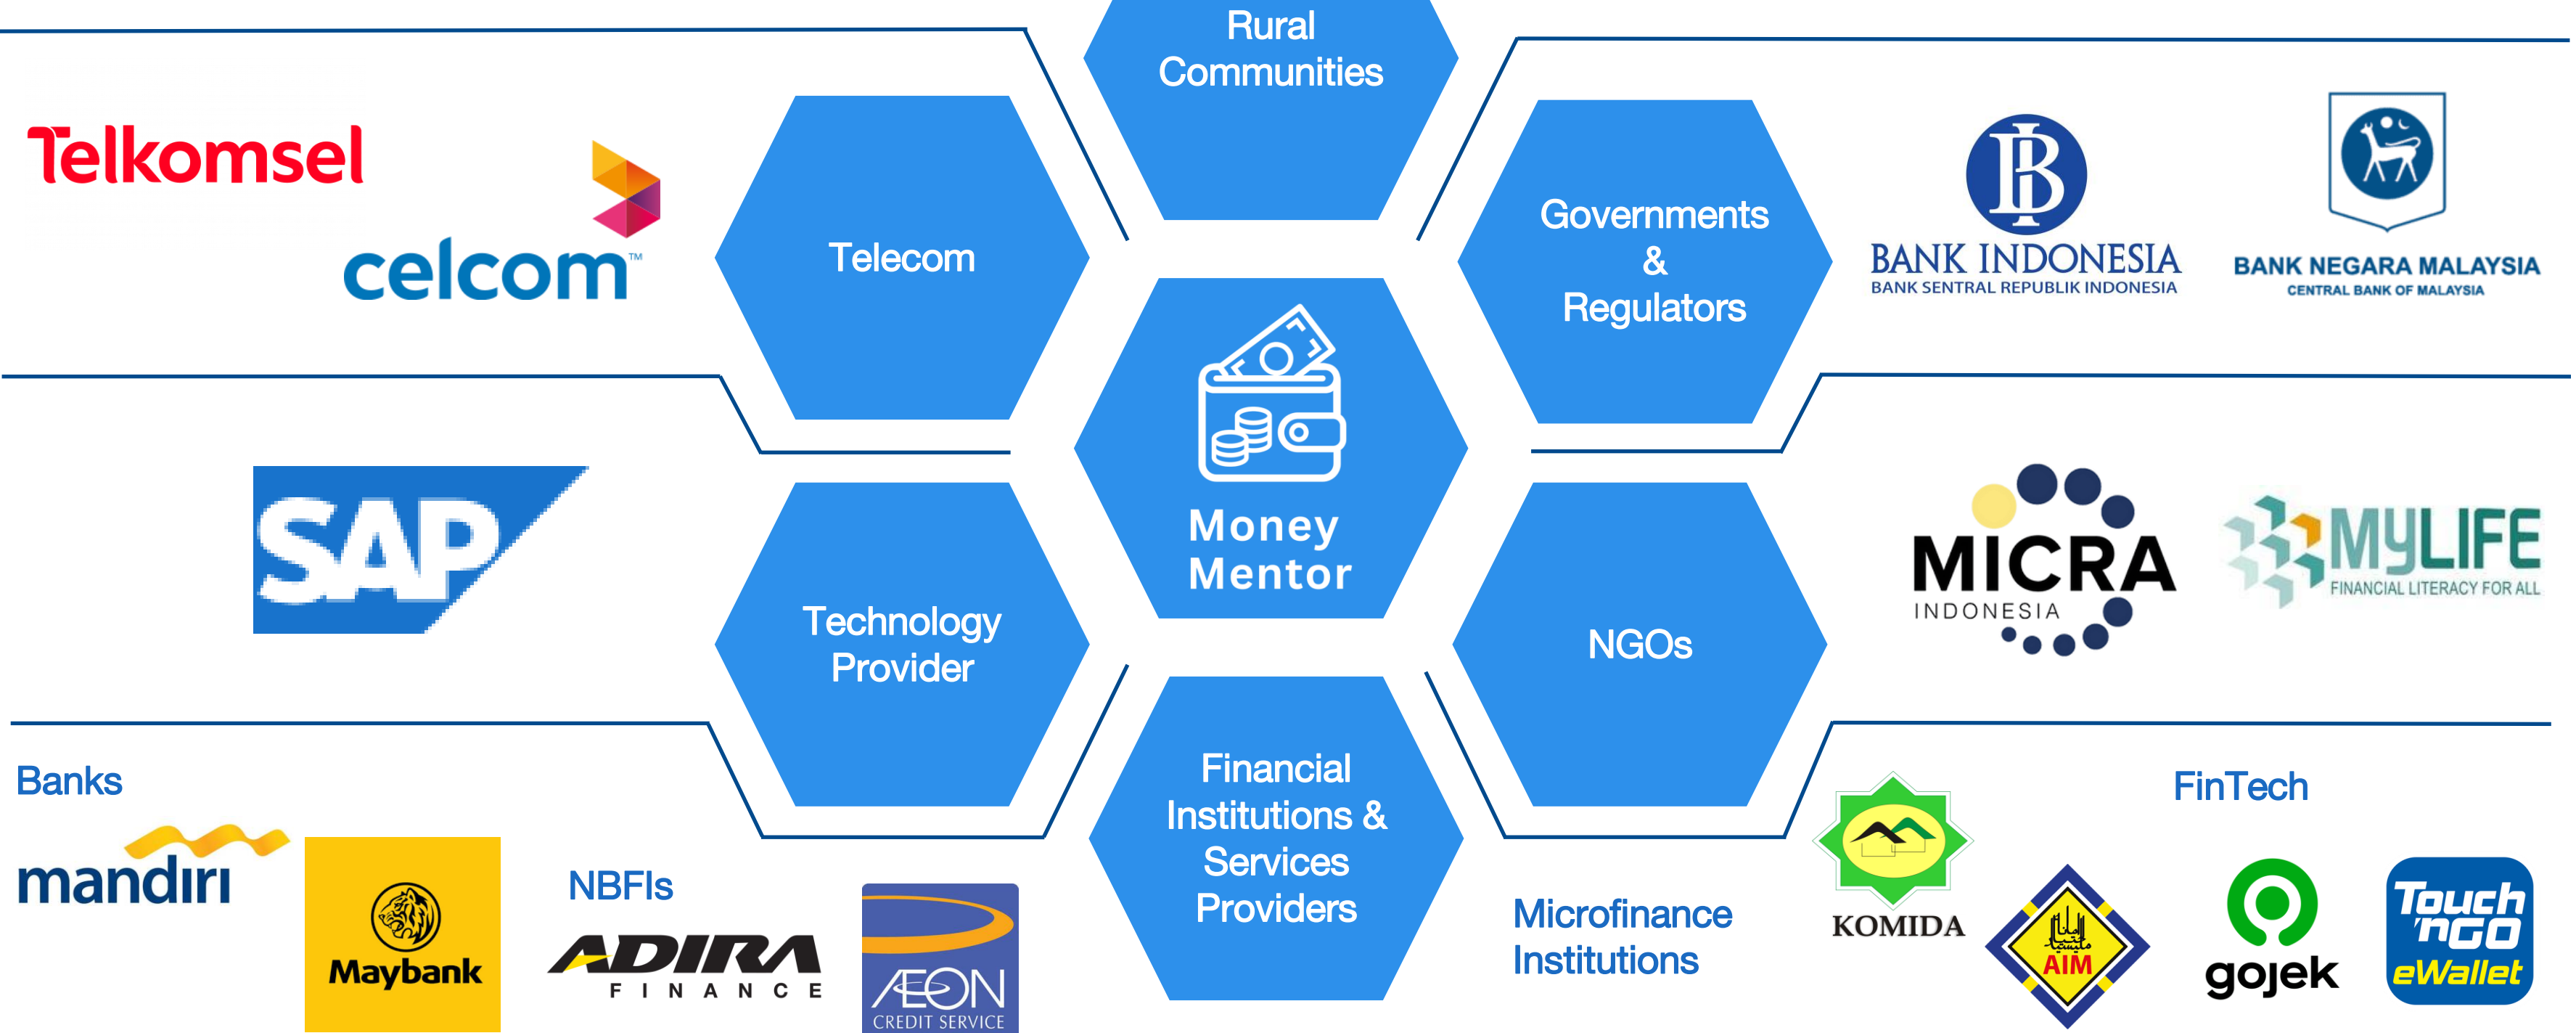 Rural
Communities
Telkomsel
celcom™
Telecom
Governments
&
Regulators
BANK INDONESIA
BANK SENTRAL REPUBLIK INDONESIA
BANK NEGARA MALAYSIA
CENTRAL BANK OF MALAYSIA
Money
Mentor
SAP
Technology
Provider
NGOs
MICRA
INDONESIA
MYLIFE
FINANCIAL LITERACY FOR ALL
Financial
Institutions &
Services
Providers
Banks
mandiri
Maybank
NBFIs
ADIRA
FINANCE
ÆON
CREDIT SERVICE
Microfinance
Institutions
KOMIDA
AIM
FinTech
gojek
Touch
'nGO
eWallet